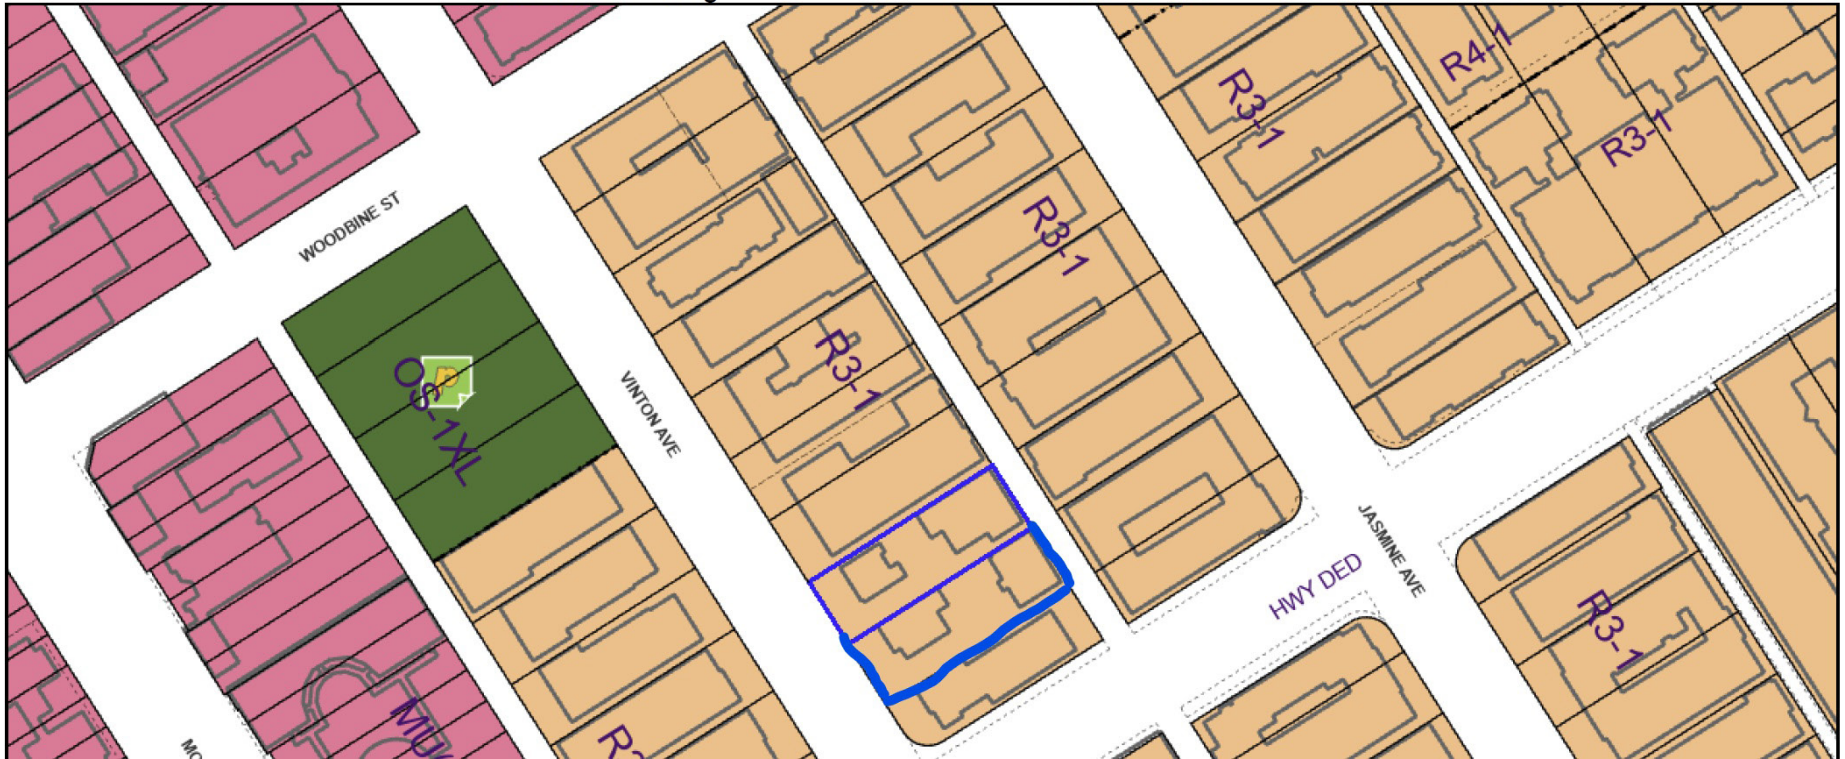 R4-1
R3-1
R3-1
WOODBINE ST
R3-1
R3-1
OS-1XL
P
VINTON AVE
JASMINE AVE
HWY DED
R3-1